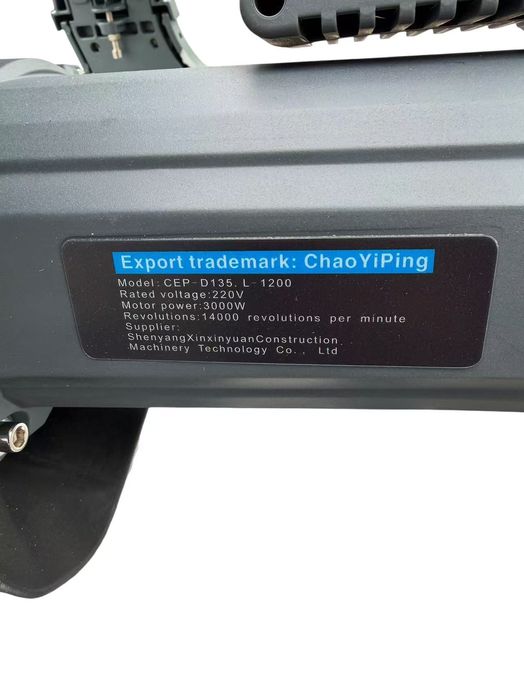 Export trademark: ChaoYiPing
Model: CEP-D135. L-1200
Rated voltage:220V
Motor power:3000W
Revolutions:14000 revolutions per minute
Supplier:
ShenyangXinxinyuanConstruction
Machinery Technology Co., Ltd